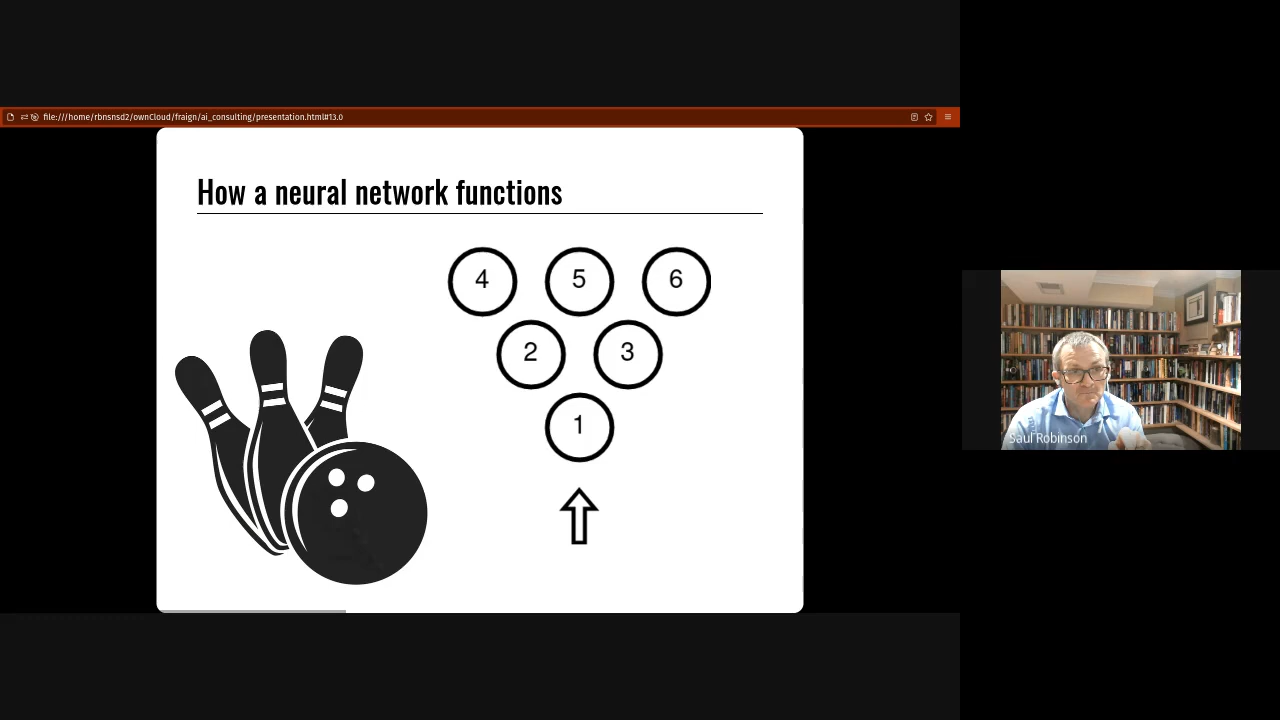 file:///home/rbnsnsd2/ownCloud/fraign/ai_consulting/presentation.html#13.0
How a neural network functions
4 5 6
2 3
1
Saul Robinson